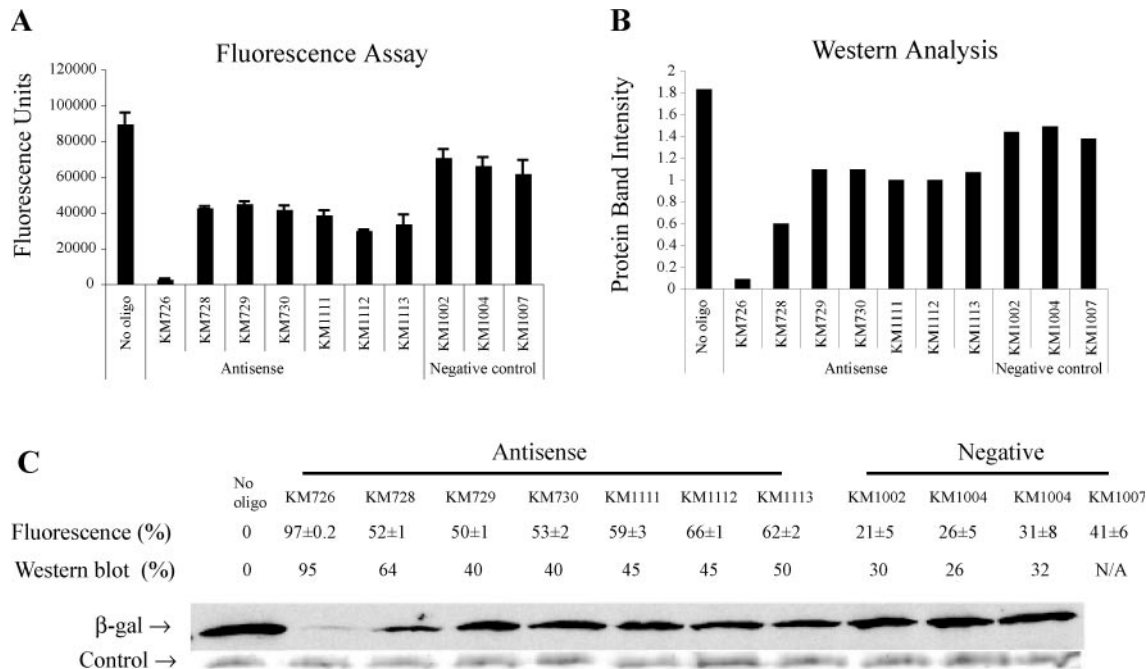 A
Fluorescence Assay
Fluorescence Units
120000
100000
80000
60000
40000
20000
0
No oligo
KM726
KM728
KM729
KM730
KM1111
KM1112
KM1113
KM1002
KM1004
KM1007
Antisense
Negative control
B
Western Analysis
Protein Band Intensity
2
1.8
1.6
1.4
1.2
1
0.8
0.6
0.4
0.2
0
No oligo
KM726
KM728
KM729
KM730
KM1111
KM1112
KM1113
KM1002
KM1004
KM1007
Antisense
Negative control
C
Antisense
Negative
No oligo KM726 KM728 KM729 KM730 KM1111 KM1112 KM1113 KM1002 KM1004 KM1004 KM1007
Fluorescence (%) 0 97±0.2 52±1 50±1 53±2 59±3 66±1 62±2 21±5 26±5 31±8 41±6
Western blot (%) 0 95 64 40 40 45 45 50 30 26 32 N/A
β-gal →
Control →